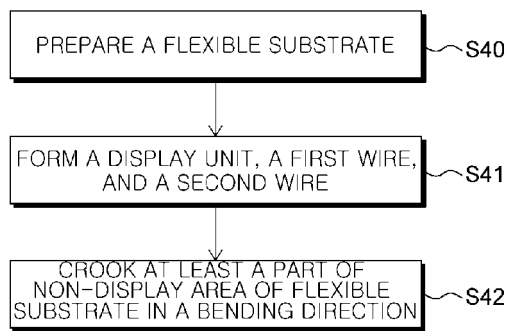 PREPARE A FLEXIBLE SUBSTRATE
S40
FORM A DISPLAY UNIT, A FIRST WIRE,
AND A SECOND WIRE
S41
CROOK AT LEAST A PART OF
NON-DISPLAY AREA OF FLEXIBLE
SUBSTRATE IN A BENDING DIRECTION
S42